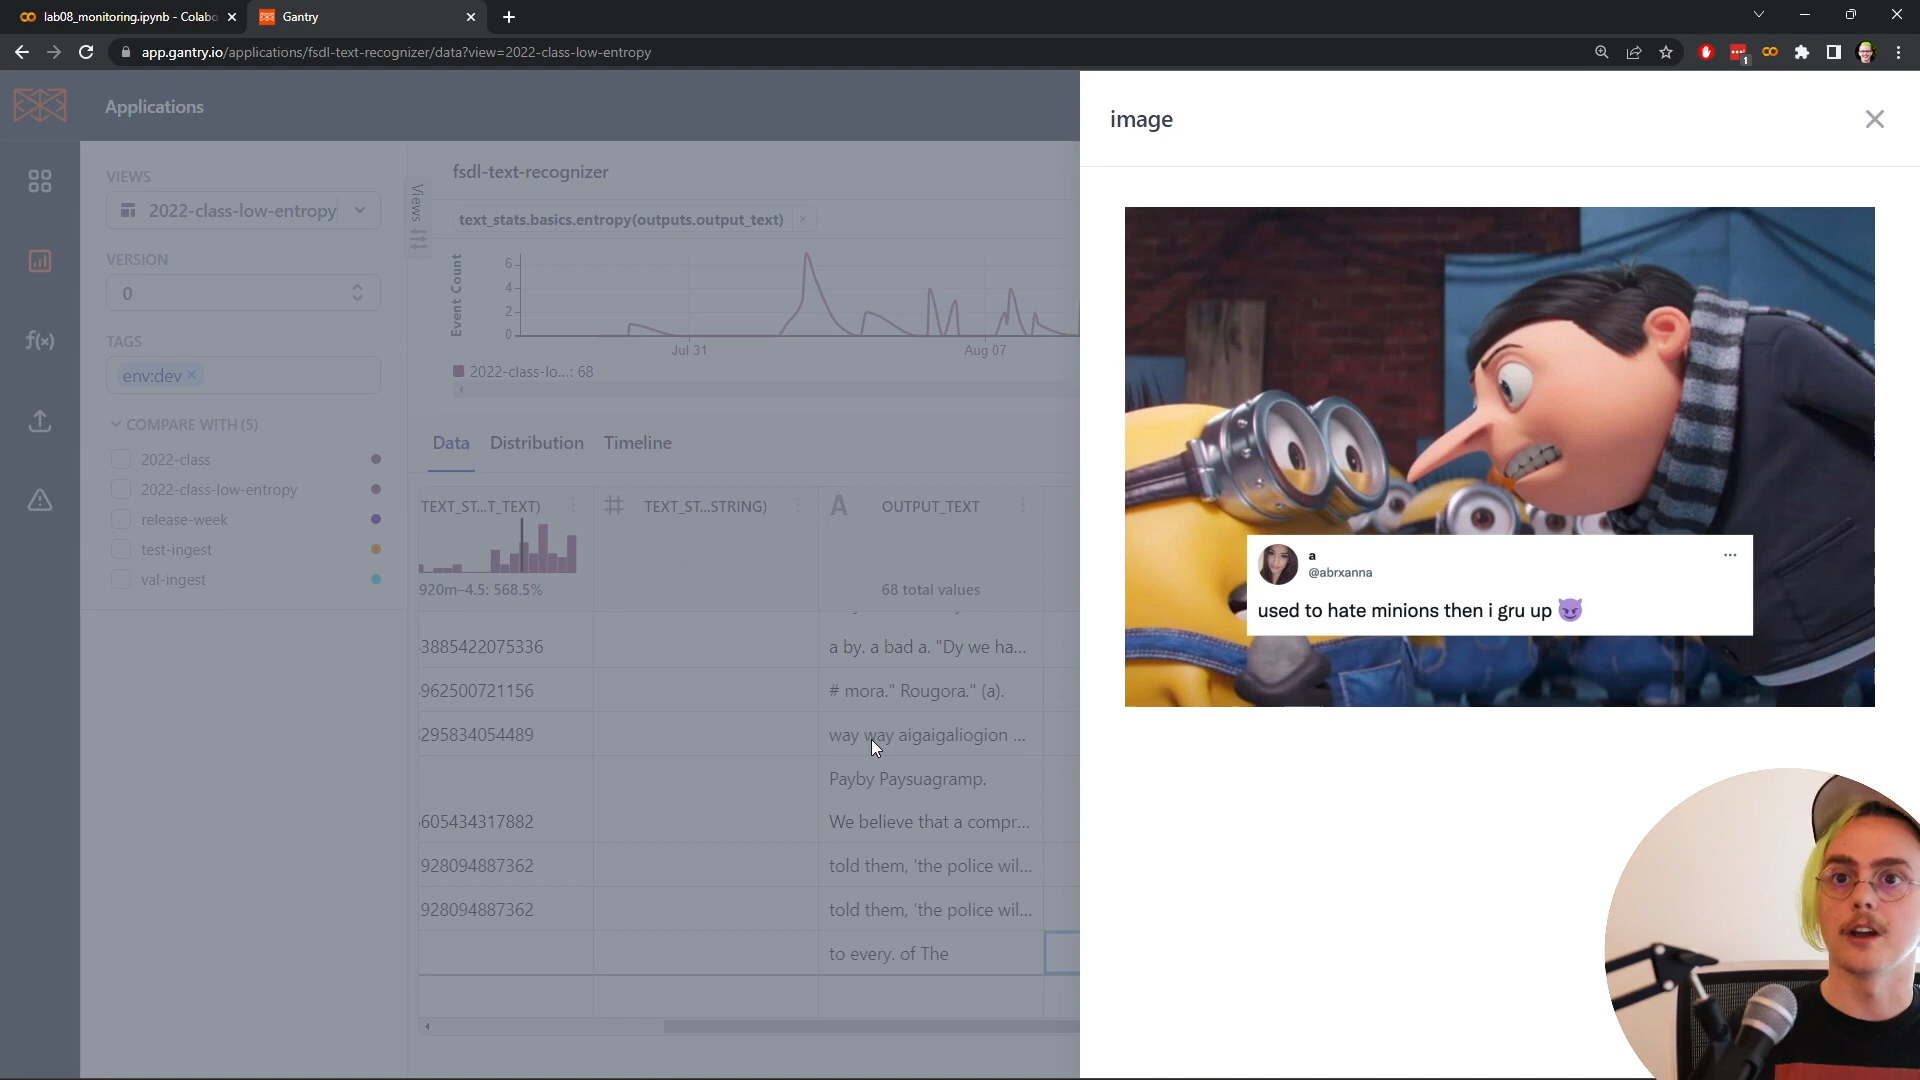 lab08_monitoring.ipynb - Colabo
Gantry
app.gantry.io/applications/fsdl-text-recognizer/data?view=2022-class-low-entropy
1
Applications
image
VIEWS
2022-class-low-entropy
VERSION
0
TAGS
env:dev
COMPARE WITH (5)
2022-class
2022-class-low-entropy
release-week
test-ingest
val-ingest
Views
fsdl-text-recognizer
text_stats.basics.entropy(outputs.output_text)
Event Count
6
4
2
0
Jul 31
Aug 07
2022-class-lo...: 68
Data
Distribution
Timeline
TEXT_ST...T_TEXT)
# TEXT_ST...STRING)
A OUTPUT_TEXT
920m–4.5: 568.5%
68 total values
3885422075336
a by. a bad a. "Dy we ha...
962500721156
# mora." Rougora." (a).
295834054489
way way aigaigaliogion ...
Payby Paysuagramp.
605434317882
We believe that a compr...
928094887362
told them, 'the police wil...
928094887362
told them, 'the police wil...
to every. of The
f(x)
a
@abrxanna
used to hate minions then i gru up 😈